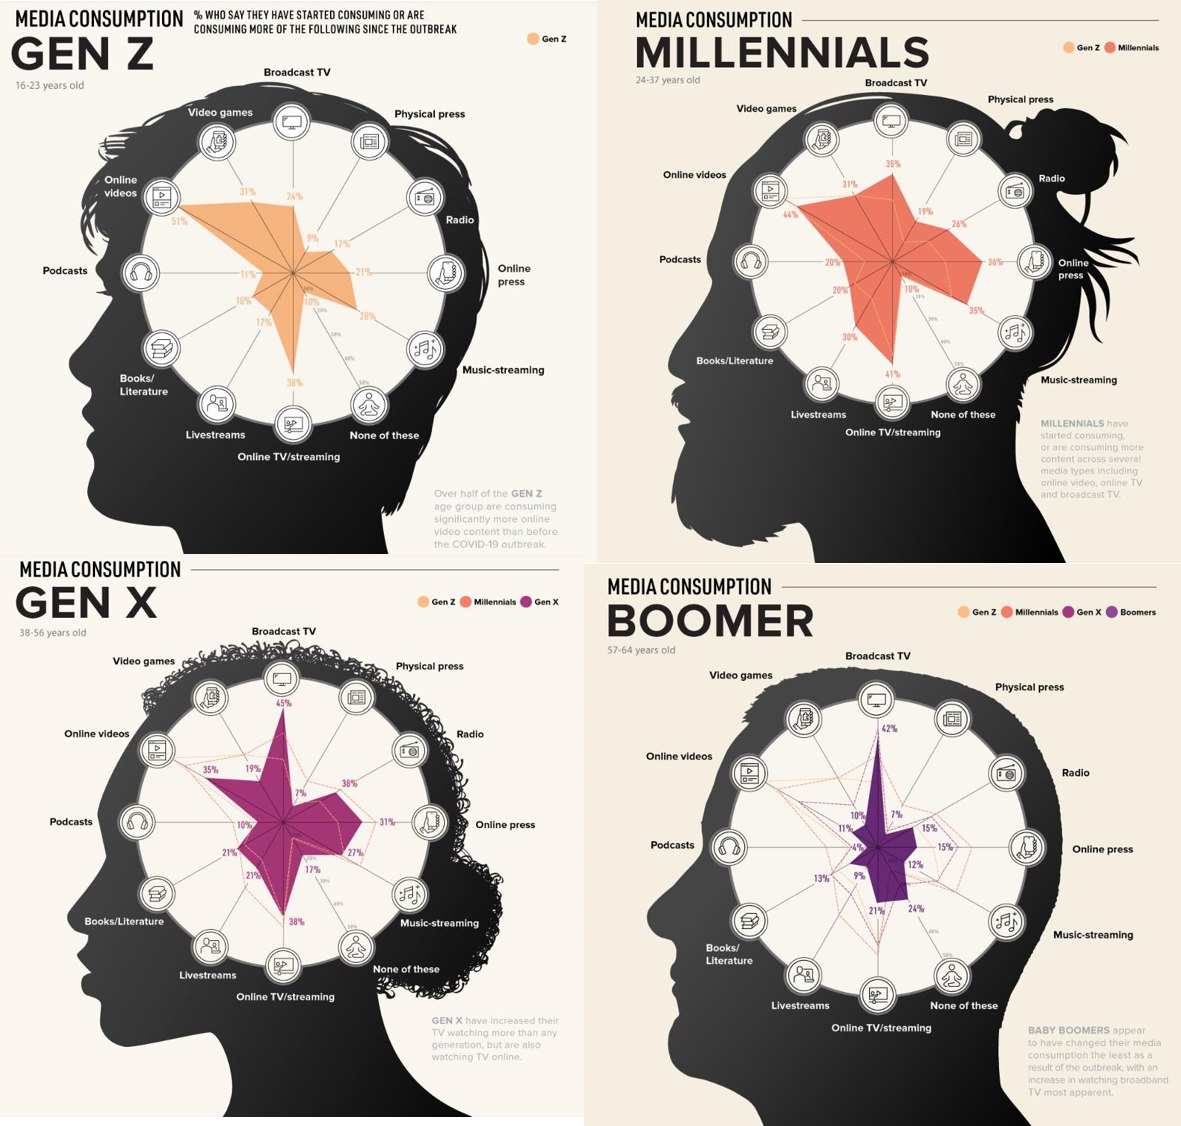 MEDIA CONSUMPTION
% WHO SAY THEY HAVE STARTED CONSUMING OR ARE
CONSUMING MORE OF THE FOLLOWING SINCE THE OUTBREAK
GEN Z
Gen Z
16-23 years old
Broadcast TV
Video games
Physical press
Online
videos
Radio
Podcasts
Online
press
Books/
Literature
Music-streaming
Livestreams
None of these
Online TV/streaming
31%
24%
51%
9%
17%
11%
21%
18%
10%
28%
17%
38%
10%
20%
30%
40%
50%
Over half of the GEN Z
age group are consuming
significantly more online
video content than before
the COVID-19 outbreak.
MEDIA CONSUMPTION
MILLENNIALS
Gen Z
Millennials
24-37 years old
Broadcast TV
Video games
Physical press
Online videos
Radio
Podcasts
Online
press
Books/Literature
Music-streaming
Livestreams
None of these
Online TV/streaming
35%
31%
44%
19%
26%
20%
36%
20%
10%
35%
30%
41%
10%
20%
30%
40%
50%
MILLENNIALS have
started consuming,
or are consuming more
content across several
media types including
online video, online TV
and broadcast TV.
MEDIA CONSUMPTION
GEN X
Gen Z
Millennials
Gen X
38-56 years old
Broadcast TV
Video games
Physical press
Online videos
Radio
Podcasts
Online press
Books/Literature
Music-streaming
Livestreams
None of these
Online TV/streaming
45%
35%
19%
7%
38%
10%
31%
21%
27%
21%
17%
38%
20%
30%
40%
50%
GEN X have increased their
TV watching more than any
generation, but are also
watching TV online.
MEDIA CONSUMPTION
BOOMER
Gen Z
Millennials
Gen X
Boomers
57-64 years old
Broadcast TV
Video games
Physical press
Online videos
Radio
Podcasts
Online press
Books/
Literature
Music-streaming
Livestreams
None of these
Online TV/streaming
42%
10%
7%
11%
15%
4%
15%
13%
9%
12%
21%
24%
40%
50%
BABY BOOMERS appear
to have changed their media
consumption the least as a
result of the outbreak, with an
increase in watching broadband
TV most apparent.